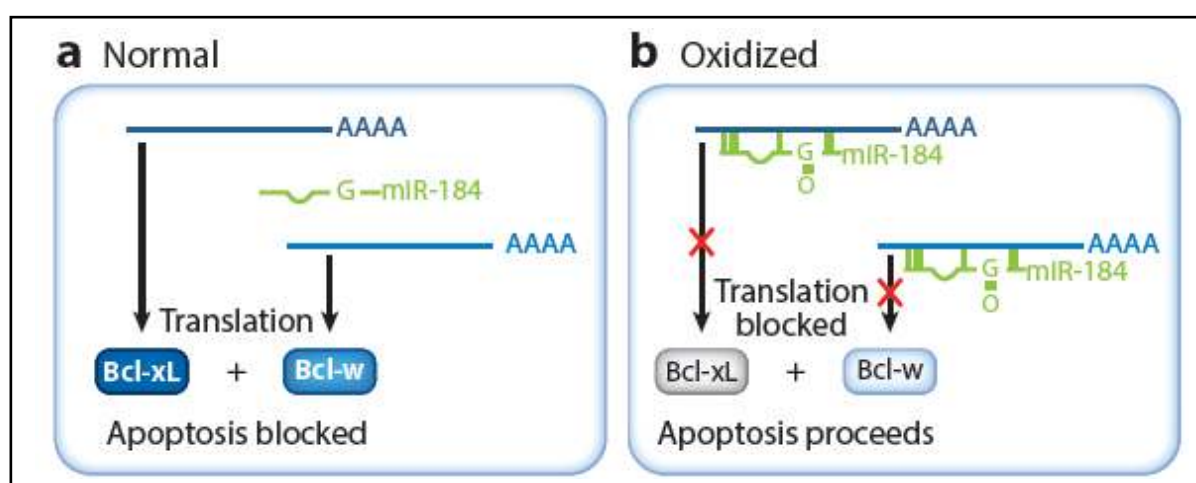 a Normal
AAAA
G mIR-184
AAAA
Translation
Bcl-xL + Bcl-w
Apoptosis blocked
b Oxidized
AAAA
G mIR-184
O
AAAA
G mIR-184
O
Translation
blocked
Bcl-xL + Bcl-w
Apoptosis proceeds